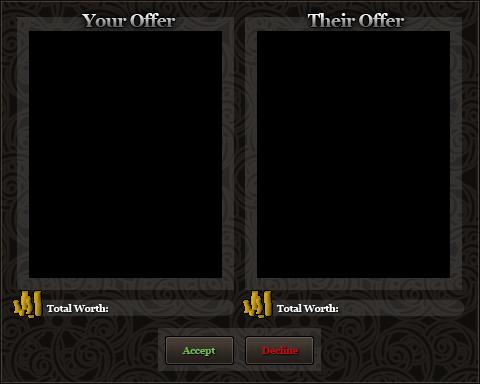 Your Offer
Their Offer
Total Worth:
Total Worth:
Accept
Decline